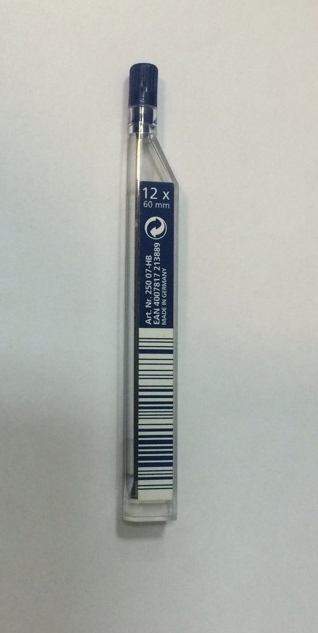 12 x
60 mm
Art. Nr. 250 07-HB
EAN 4007817 213889
MADE IN GERMANY